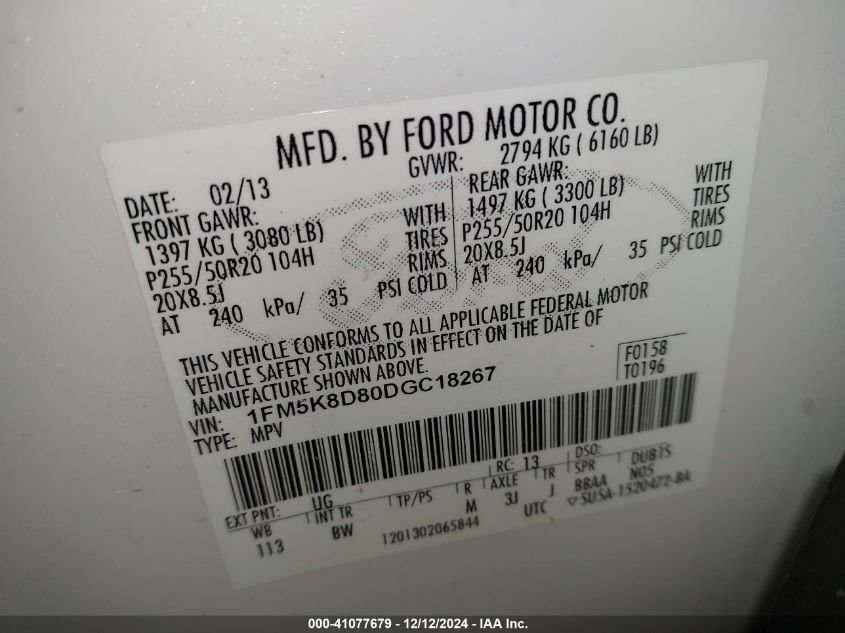 MFD. BY FORD MOTOR CO.
DATE: 02/13 GVWR: 2794 KG ( 6160 LB)
FRONT GAWR: REAR GAWR:
1397 KG ( 3080 LB) WITH 1497 KG ( 3300 LB) WITH
P255/50R20 104H TIRES P255/50R20 104H TIRES
20X8.5J RIMS 20X8.5J RIMS
AT 240 kPa/ 35 PSI COLD AT 240 kPa/ 35 PSI COLD
THIS VEHICLE CONFORMS TO ALL APPLICABLE FEDERAL MOTOR
VEHICLE SAFETY STANDARDS IN EFFECT ON THE DATE OF
MANUFACTURE SHOWN ABOVE.
VIN: 1FM5K8D80DGC18267 F0158
TYPE: MPV T0196
EXT PNT: UG RC: 13 DSO:
WB INT TR TP/PS R AXLE TR SPR DUB1S
113 BW M 3J J BBAA N05
1201302065844 UTC ▽SU5A-1520472-BA
000-41077679 - 12/12/2024 - IAA Inc.